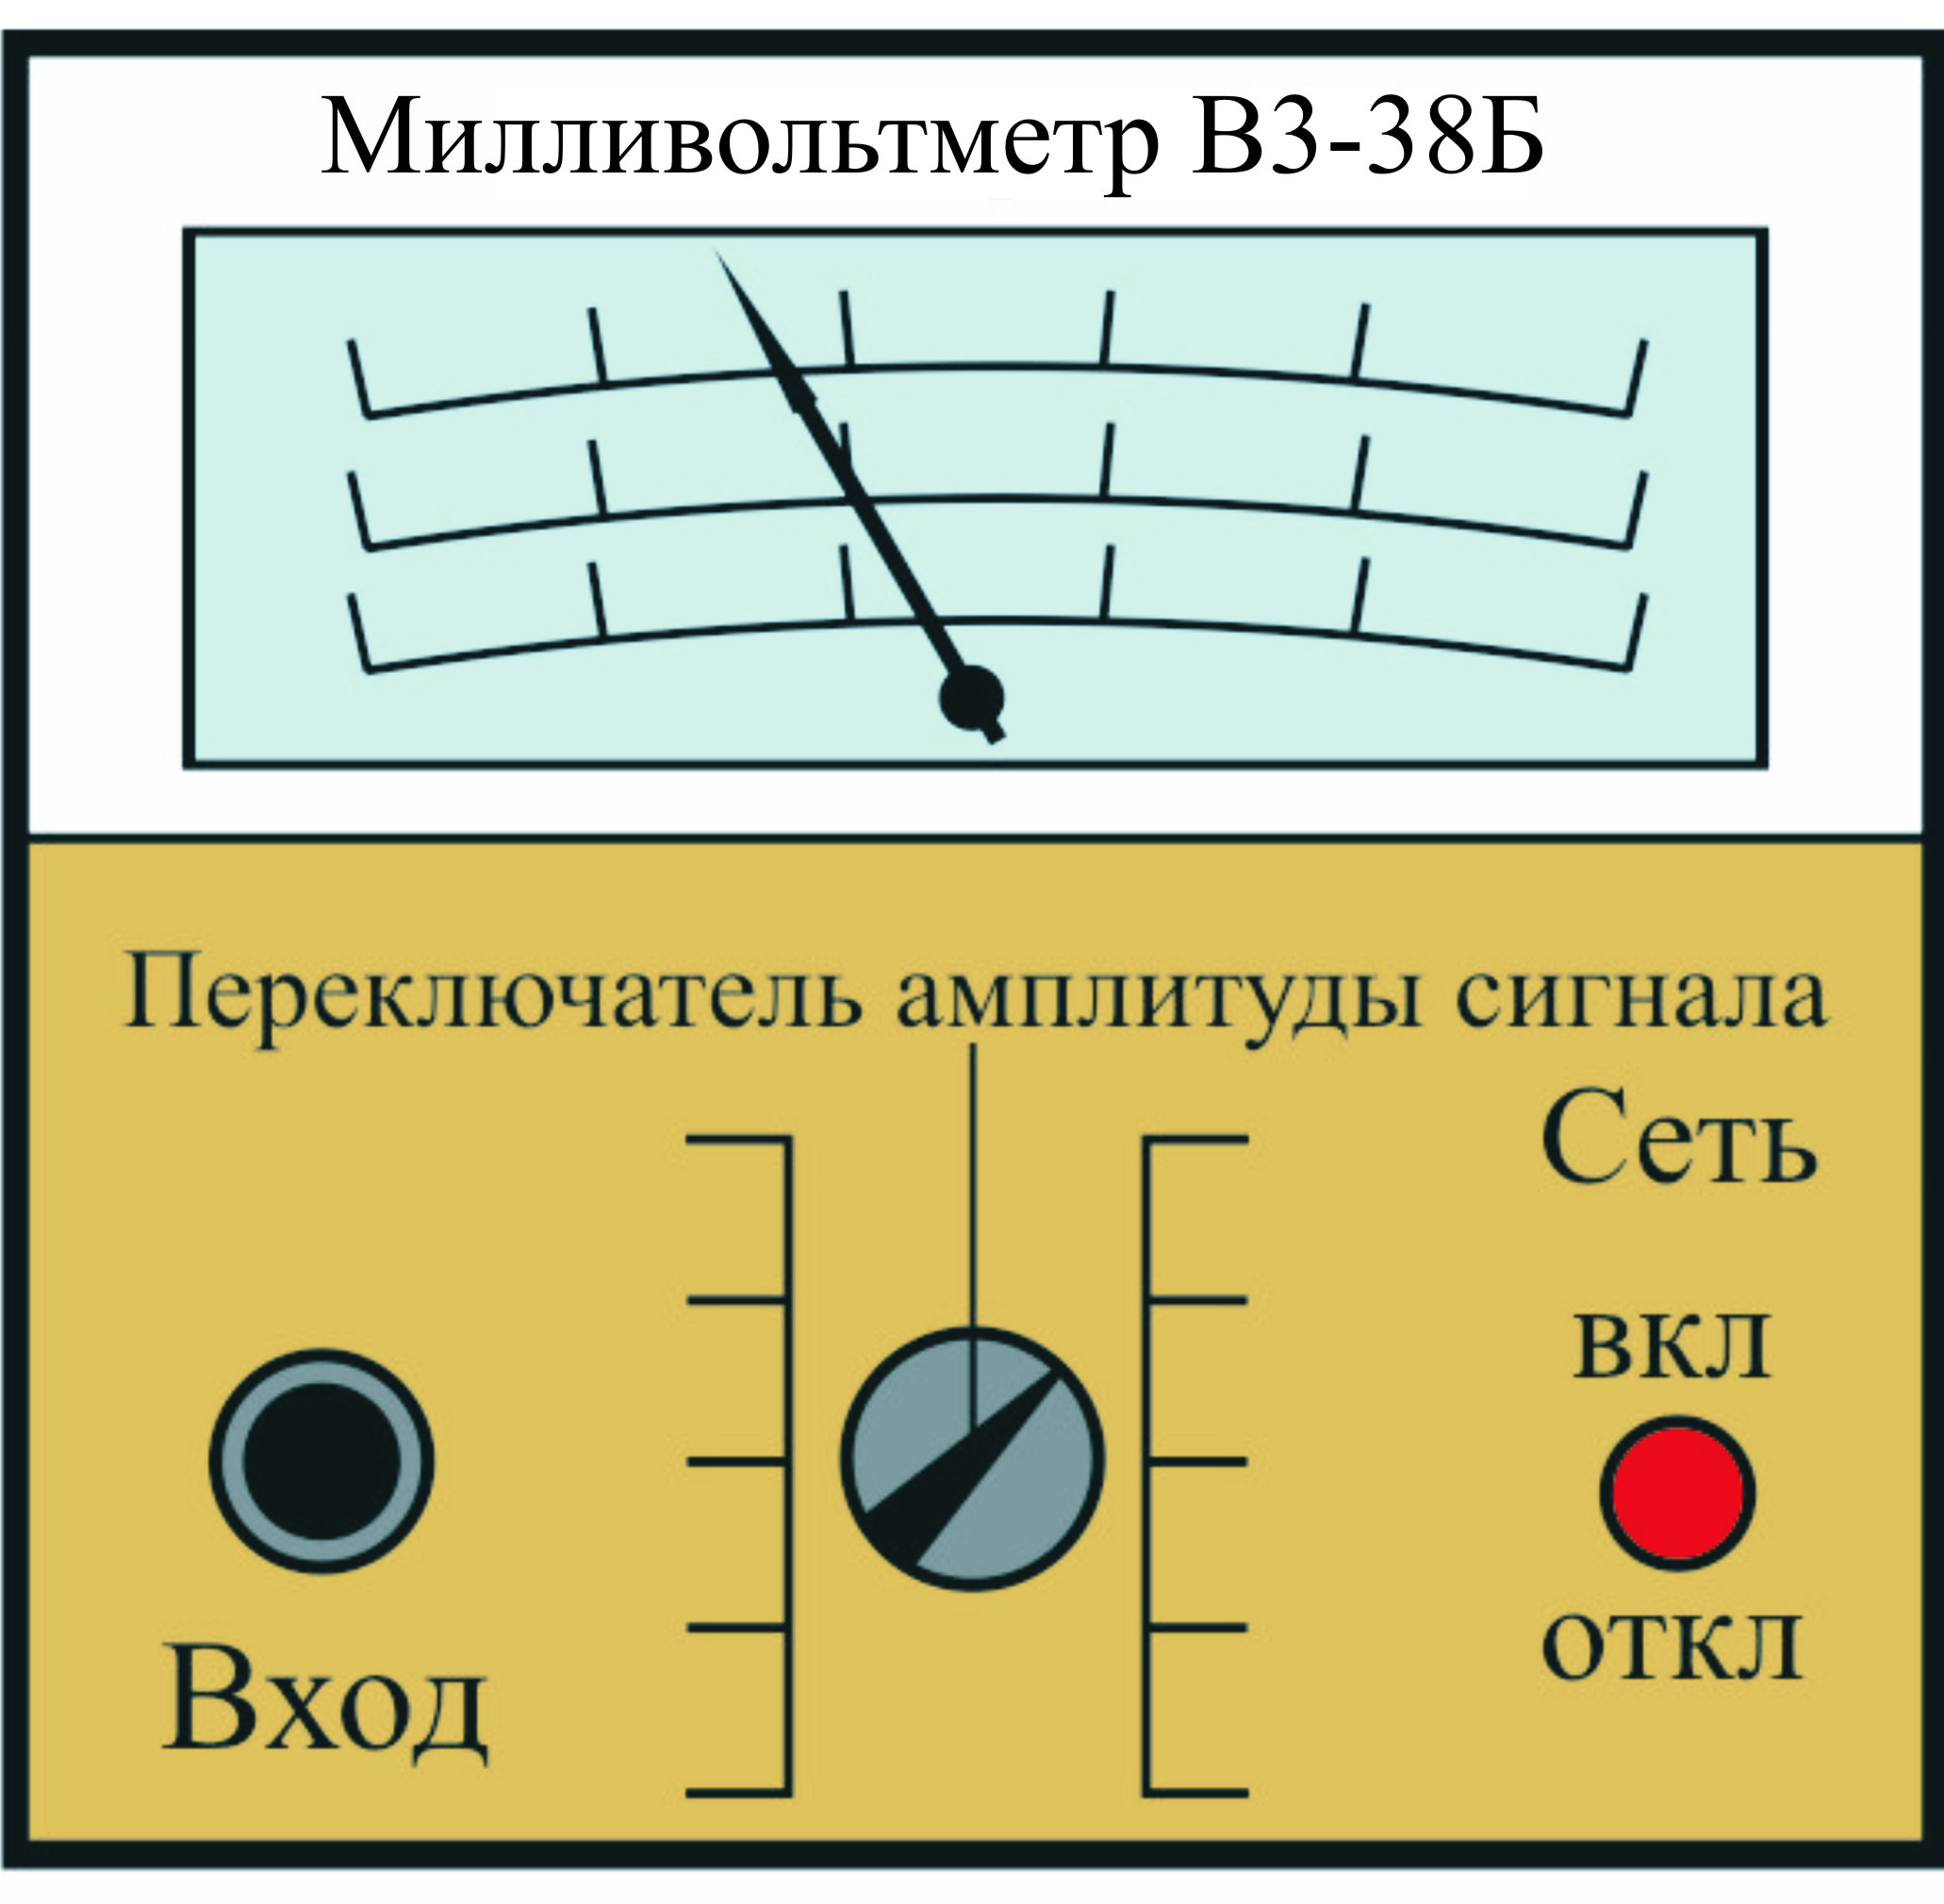 Милливольтметр В3-38Б
Переключатель амплитуды сигнала
Сеть
вкл
откл
Вход